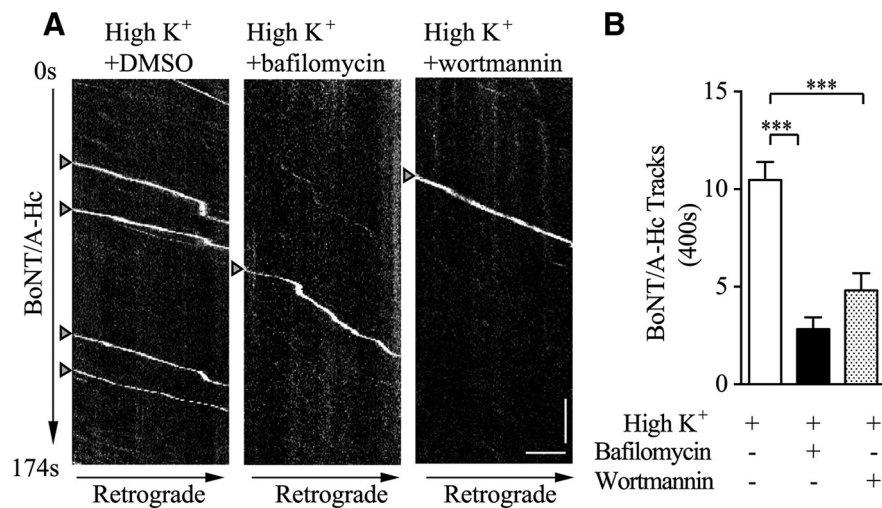 A
High K+
+DMSO
High K+
+bafilomycin
High K+
+wortmannin
0s
BoNT/A-Hc
174s
Retrograde
Retrograde
Retrograde
B
15
10
5
0
BoNT/A-Hc Tracks
(400s)
***
***
High K+ + + +
Bafilomycin - + -
Wortmannin - - +